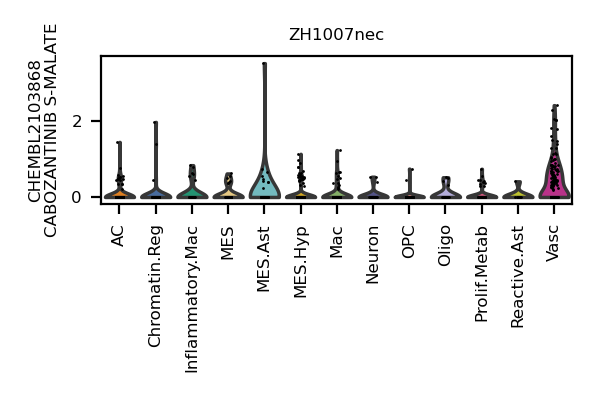 ZH1007nec
CHEMBL2103868
CABOZANTINIB S-MALATE
2
0
AC
Chromatin.Reg
Inflammatory.Mac
MES
MES.Ast
MES.Hyp
Mac
Neuron
OPC
Oligo
Prolif.Metab
Reactive.Ast
Vasc